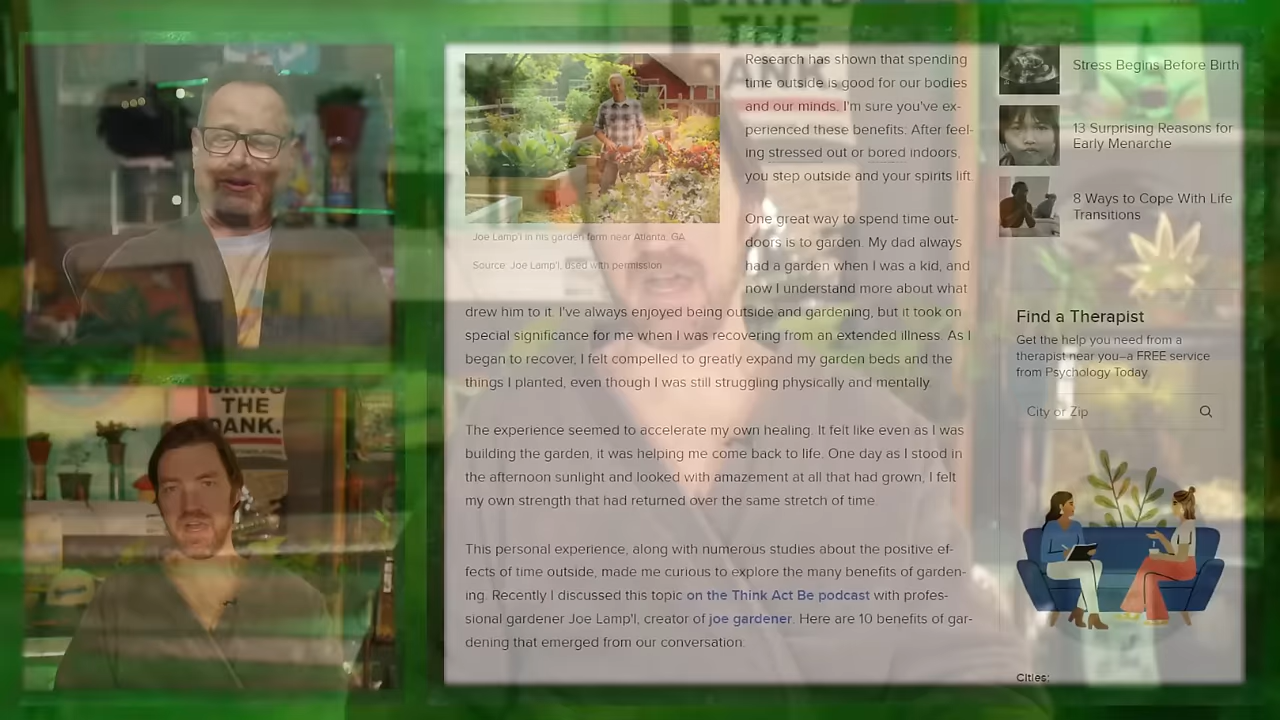 BRING
THE
DANK.
THE
DANK
Joe Lamp'l in his garden farm near Atlanta, GA
Source: Joe Lamp'l, used with permission
Research has shown that spending
time outside is good for our bodies
and our minds. I'm sure you've ex-
perienced these benefits: After feel-
ing stressed out or bored indoors,
you step outside and your spirits lift.
One great way to spend time out-
doors is to garden. My dad always
had a garden when I was a kid, and
now I understand more about what
drew him to it. I've always enjoyed being outside and gardening, but it took on
special significance for me when I was recovering from an extended illness. As I
began to recover, I felt compelled to greatly expand my garden beds and the
things I planted, even though I was still struggling physically and mentally.
The experience seemed to accelerate my own healing. It felt like even as I was
building the garden, it was helping me come back to life. One day as I stood in
the afternoon sunlight and looked with amazement at all that had grown, I felt
my own strength that had returned over the same stretch of time.
This personal experience, along with numerous studies about the positive ef-
fects of time outside, made me curious to explore the many benefits of garden-
ing. Recently I discussed this topic on the Think Act Be podcast with profes-
sional gardener Joe Lamp'l, creator of joe gardener. Here are 10 benefits of gar-
dening that emerged from our conversation.
Stress Begins Before Birth
13 Surprising Reasons for
Early Menarche
8 Ways to Cope With Life
Transitions
Find a Therapist
Get the help you need from a
therapist near you–a FREE service
from Psychology Today.
City or Zip
Cities: